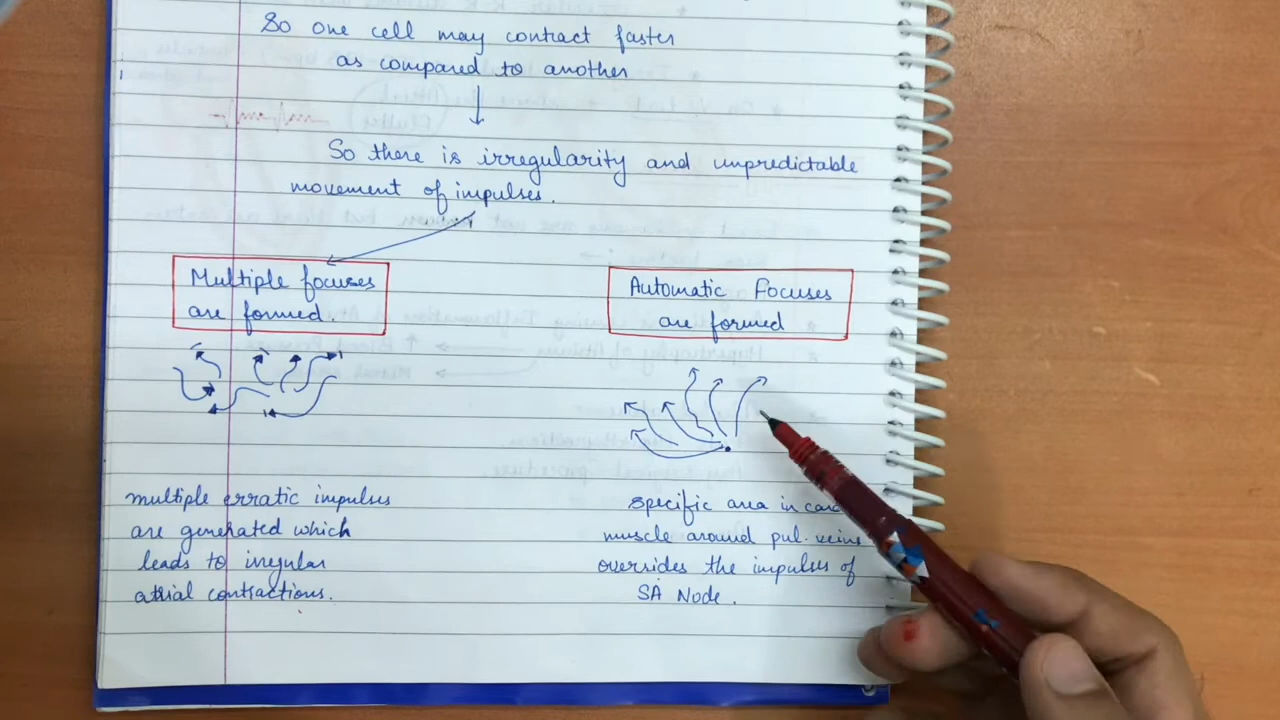 So one cell may contract faster
as compared to another
So there is irregularity and unpredictable
movement of impulses.
Multiple focuses
are formed.
Automatic Focuses
are formed
multiple erratic impulses
are generated which
leads to irregular
atrial contractions.
specific area in
muscle around pul. veins
overrides the impulses of
SA Node.